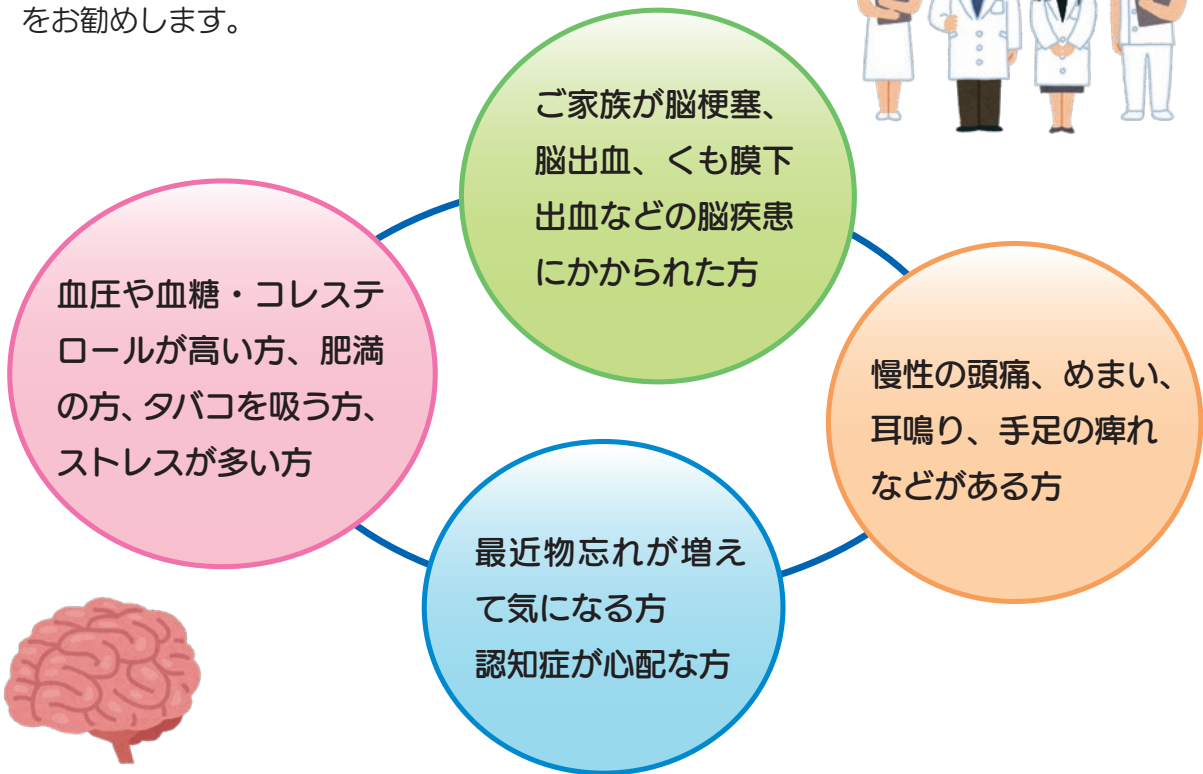 をお勧めします。
ご家族が脳梗塞、
脳出血、くも膜下
出血などの脳疾患
にかかられた方
血圧や血糖・コレステ
ロールが高い方、肥満
の方、タバコを吸う方、
ストレスが多い方
慢性の頭痛、めまい、
耳鳴り、手足の痺れ
などがある方
最近物忘れが増え
て気になる方
認知症が心配な方